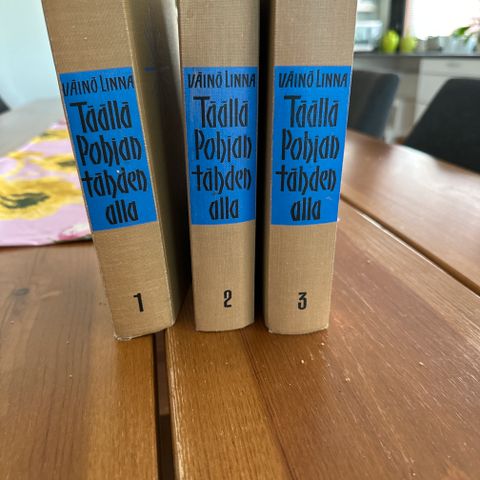 VÄINÖ LINNA
Täällä
Pohjan
tähden
alla
1
VÄINÖ LINNA
Täällä
Pohjan
tähden
alla
2
VÄINÖ LINNA
Täällä
Pohjan
tähden
alla
3